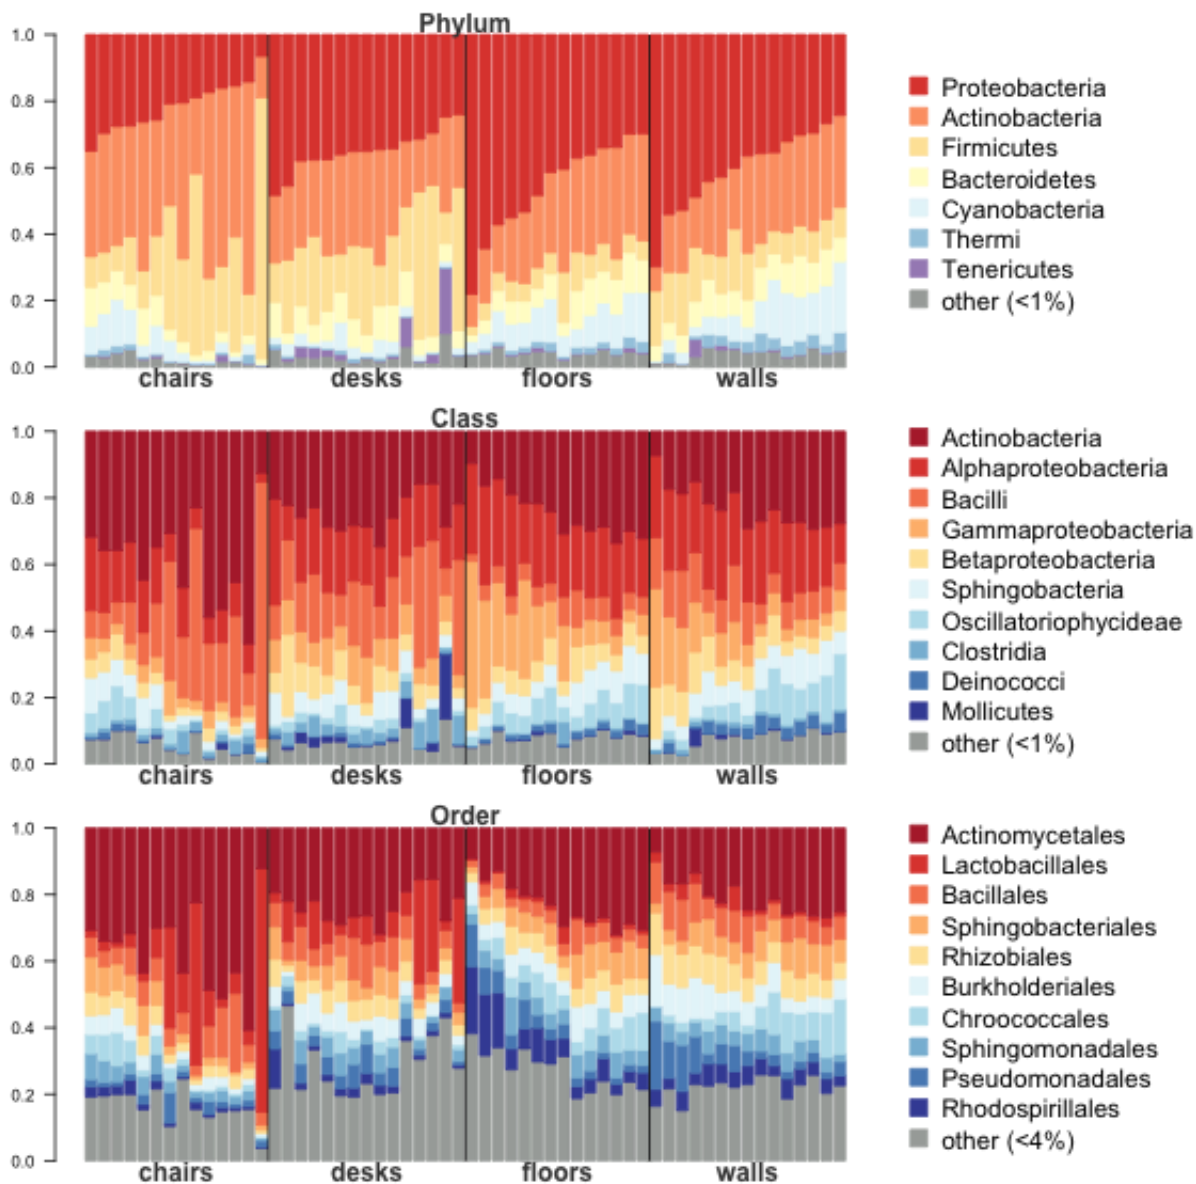 Phylum
1.0
0.8
0.6
0.4
0.2
0.0
chairs desks floors walls
Proteobacteria
Actinobacteria
Firmicutes
Bacteroidetes
Cyanobacteria
Thermi
Tenericutes
other (<1%)
Class
1.0
0.8
0.6
0.4
0.2
0.0
chairs desks floors walls
Actinobacteria
Alphaproteobacteria
Bacilli
Gammaproteobacteria
Betaproteobacteria
Sphingobacteria
Oscillatoriophycideae
Clostridia
Deinococci
Mollicutes
other (<1%)
Order
1.0
0.8
0.6
0.4
0.2
0.0
chairs desks floors walls
Actinomycetales
Lactobacillales
Bacillales
Sphingobacteriales
Rhizobiales
Burkholderiales
Chroococcales
Sphingomonadales
Pseudomonadales
Rhodospirillales
other (<4%)